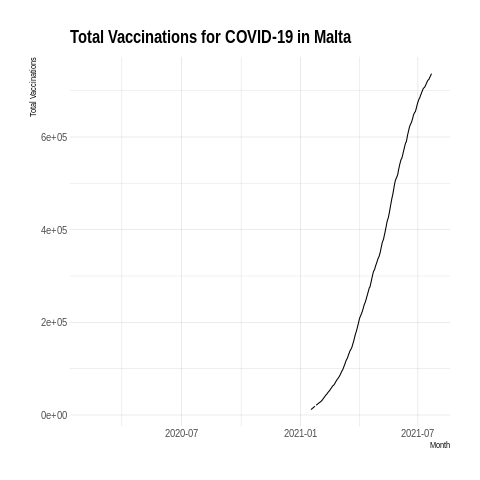 Total Vaccinations for COVID-19 in Malta
Total Vaccinations
6e+05
4e+05
2e+05
0e+00
2020-07
2021-01
2021-07
Month